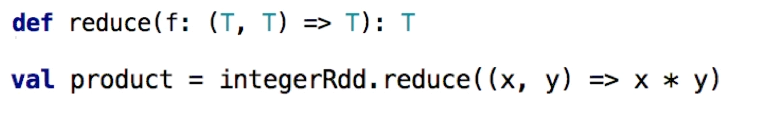 def reduce(f: (T, T) => T): T
val product = integerRdd.reduce((x, y) => x * y)